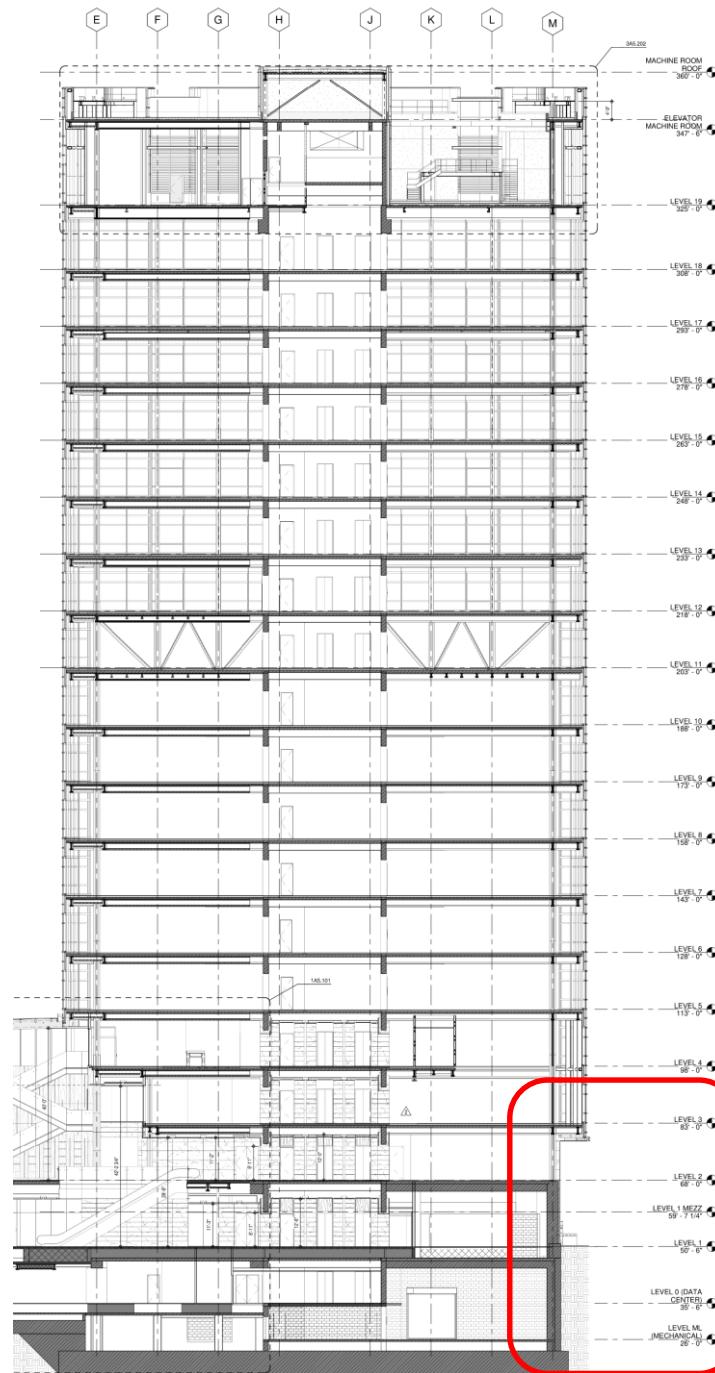 E F G H J K L M
3A5.202
MACHINE ROOM
ROOF
360' - 0"
ELEVATOR
MACHINE ROOM
347' - 6"
LEVEL 19
325' - 0"
LEVEL 18
308' - 0"
LEVEL 17
293' - 0"
LEVEL 16
278' - 0"
LEVEL 15
263' - 0"
LEVEL 14
248' - 0"
LEVEL 13
233' - 0"
LEVEL 12
218' - 0"
LEVEL 11
203' - 0"
LEVEL 10
188' - 0"
LEVEL 9
173' - 0"
LEVEL 8
158' - 0"
LEVEL 7
143' - 0"
LEVEL 6
128' - 0"
1A5.101
LEVEL 5
113' - 0"
LEVEL 4
98' - 0"
LEVEL 3
83' - 0"
LEVEL 2
68' - 0"
LEVEL 1 MEZZ
59' - 7 1/4"
LEVEL 1
50' - 6"
LEVEL 0 (DATA
CENTER)
35' - 6"
LEVEL ML
(MECHANICAL)
26' - 0"